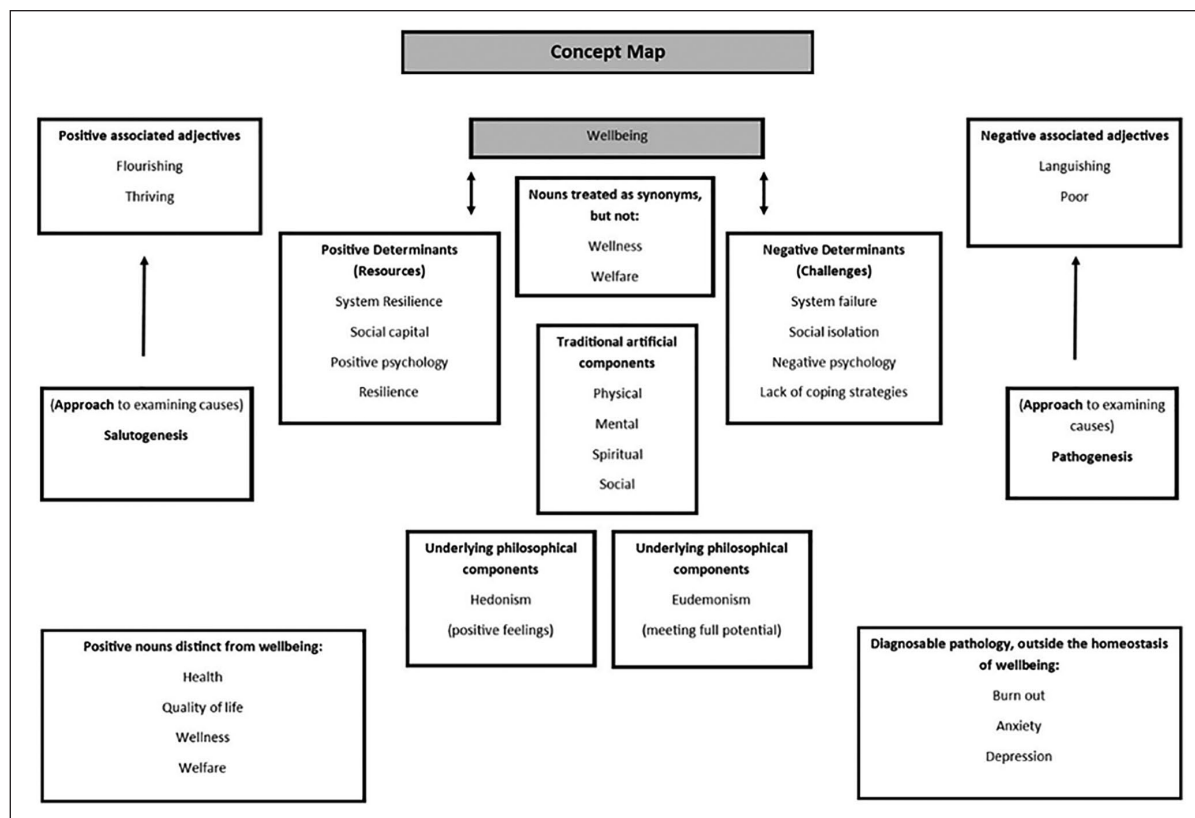 Concept Map
Wellbeing
Positive associated adjectives
Flourishing
Thriving
Negative associated adjectives
Languishing
Poor
Nouns treated as synonyms,
but not:
Wellness
Welfare
Positive Determinants
(Resources)
System Resilience
Social capital
Positive psychology
Resilience
Negative Determinants
(Challenges)
System failure
Social isolation
Negative psychology
Lack of coping strategies
Traditional artificial
components
Physical
Mental
Spiritual
Social
(Approach to examining causes)
Salutogenesis
(Approach to examining
causes)
Pathogenesis
Underlying philosophical
components
Hedonism
(positive feelings)
Underlying philosophical
components
Eudemonism
(meeting full potential)
Positive nouns distinct from wellbeing:
Health
Quality of life
Wellness
Welfare
Diagnosable pathology, outside the homeostasis
of wellbeing:
Burn out
Anxiety
Depression